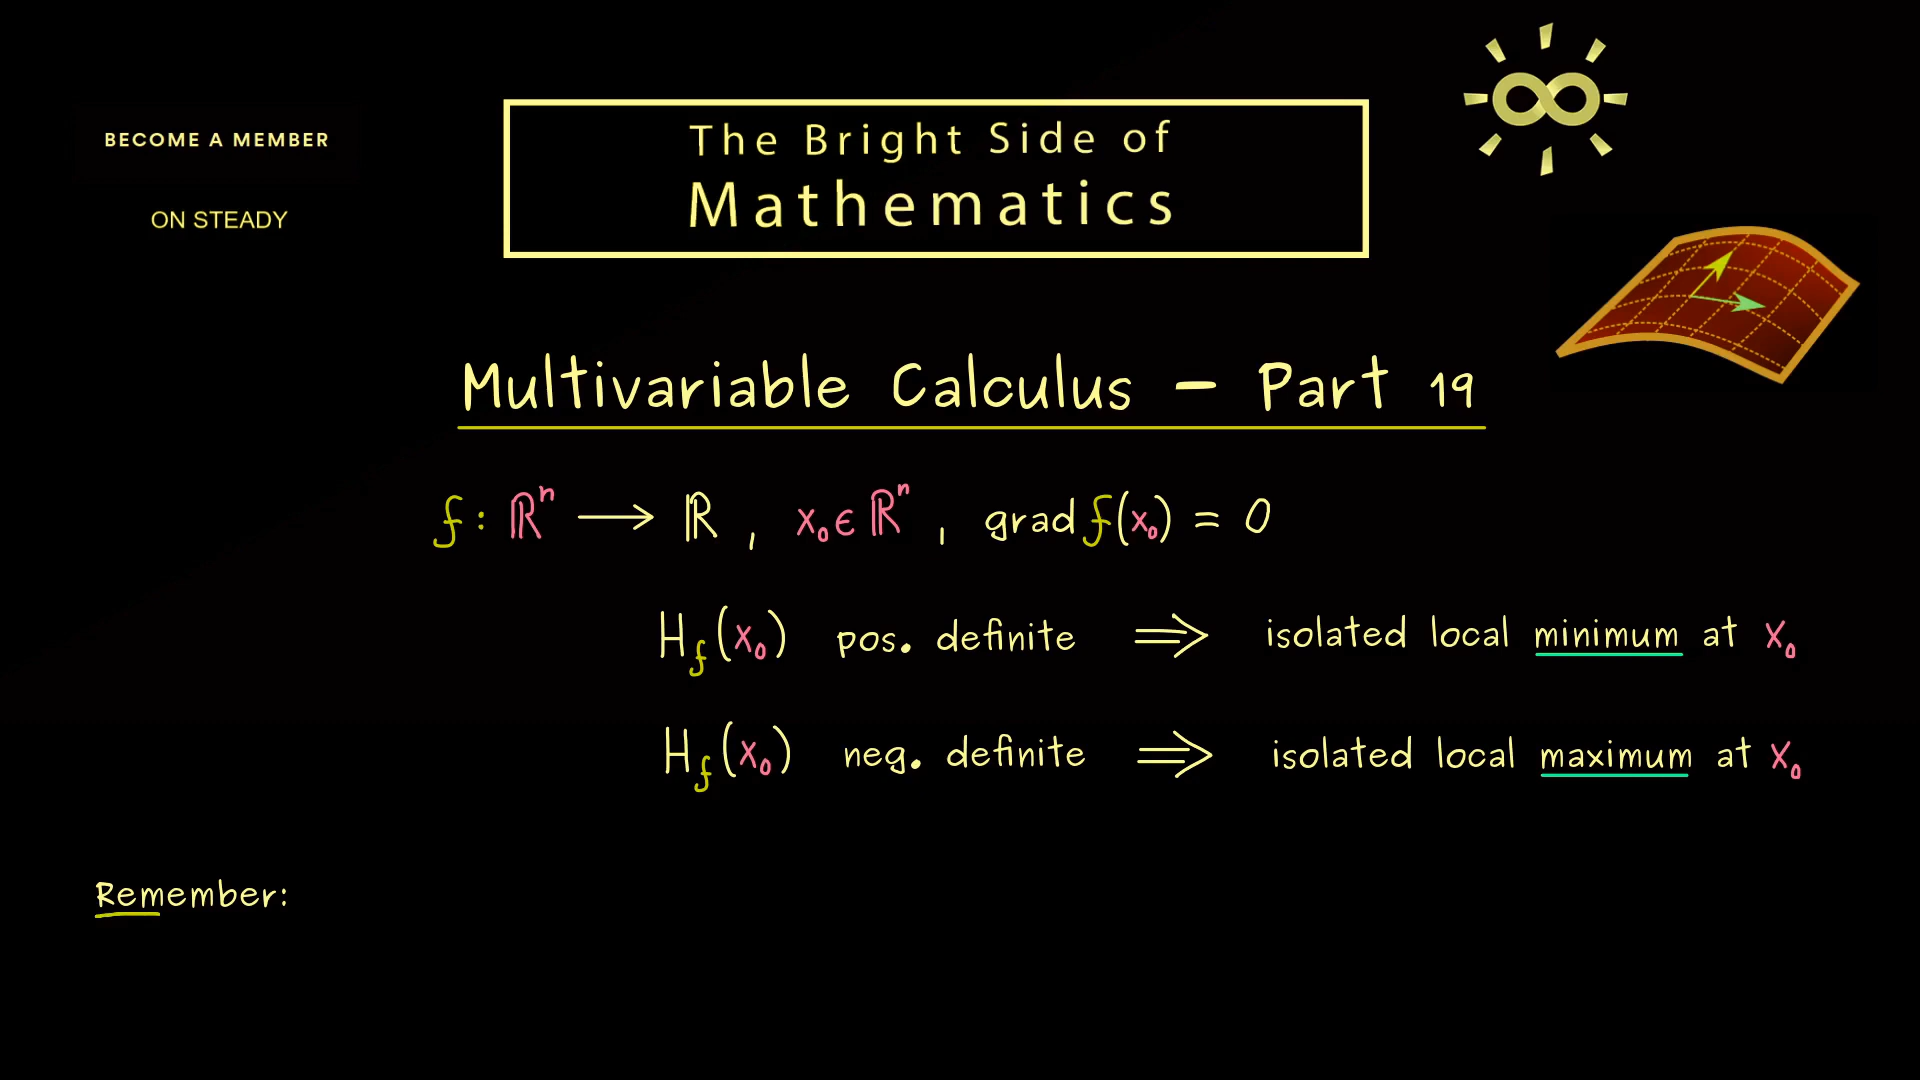 BECOME A MEMBER
ON STEADY
The Bright Side of
Mathematics
Multivariable Calculus – Part 19
f: ℝⁿ ⟶ ℝ , x₀ ∈ ℝⁿ , grad f(x₀) = 0
H_f(x₀) pos. definite ⟹ isolated local minimum at x₀
H_f(x₀) neg. definite ⟹ isolated local maximum at x₀
Remember: